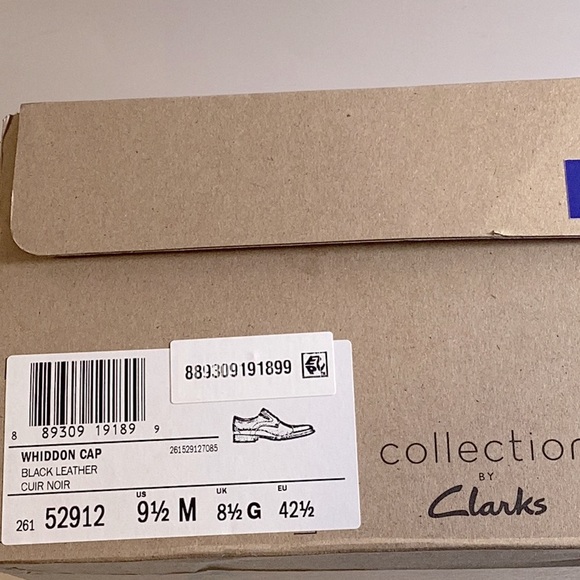 889309191899
8 89309 19189 9
WHIDDON CAP 261529127085
BLACK LEATHER
CUIR NOIR
US UK EU
261 52912 9½ M 8½ G 42½
collection
BY
Clarks